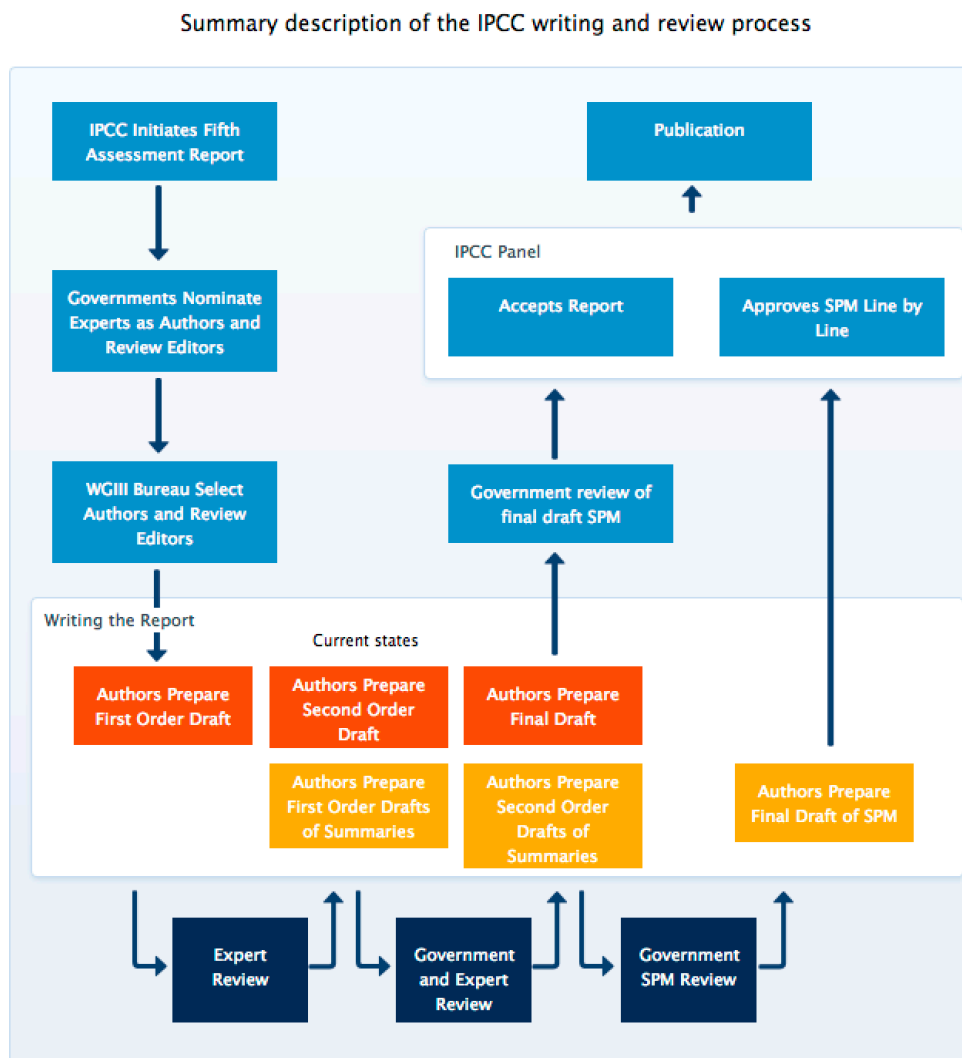 Summary description of the IPCC writing and review process
IPCC Initiates Fifth
Assessment Report
Publication
IPCC Panel
Governments Nominate
Experts as Authors and
Review Editors
Accepts Report
Approves SPM Line by
Line
WGIII Bureau Select
Authors and Review
Editors
Government review of
final draft SPM
Writing the Report
Current states
Authors Prepare
First Order Draft
Authors Prepare
Second Order
Draft
Authors Prepare
Final Draft
Authors Prepare
First Order Drafts
of Summaries
Authors Prepare
Second Order
Drafts of
Summaries
Authors Prepare
Final Draft of SPM
Expert
Review
Government
and Expert
Review
Government
SPM Review